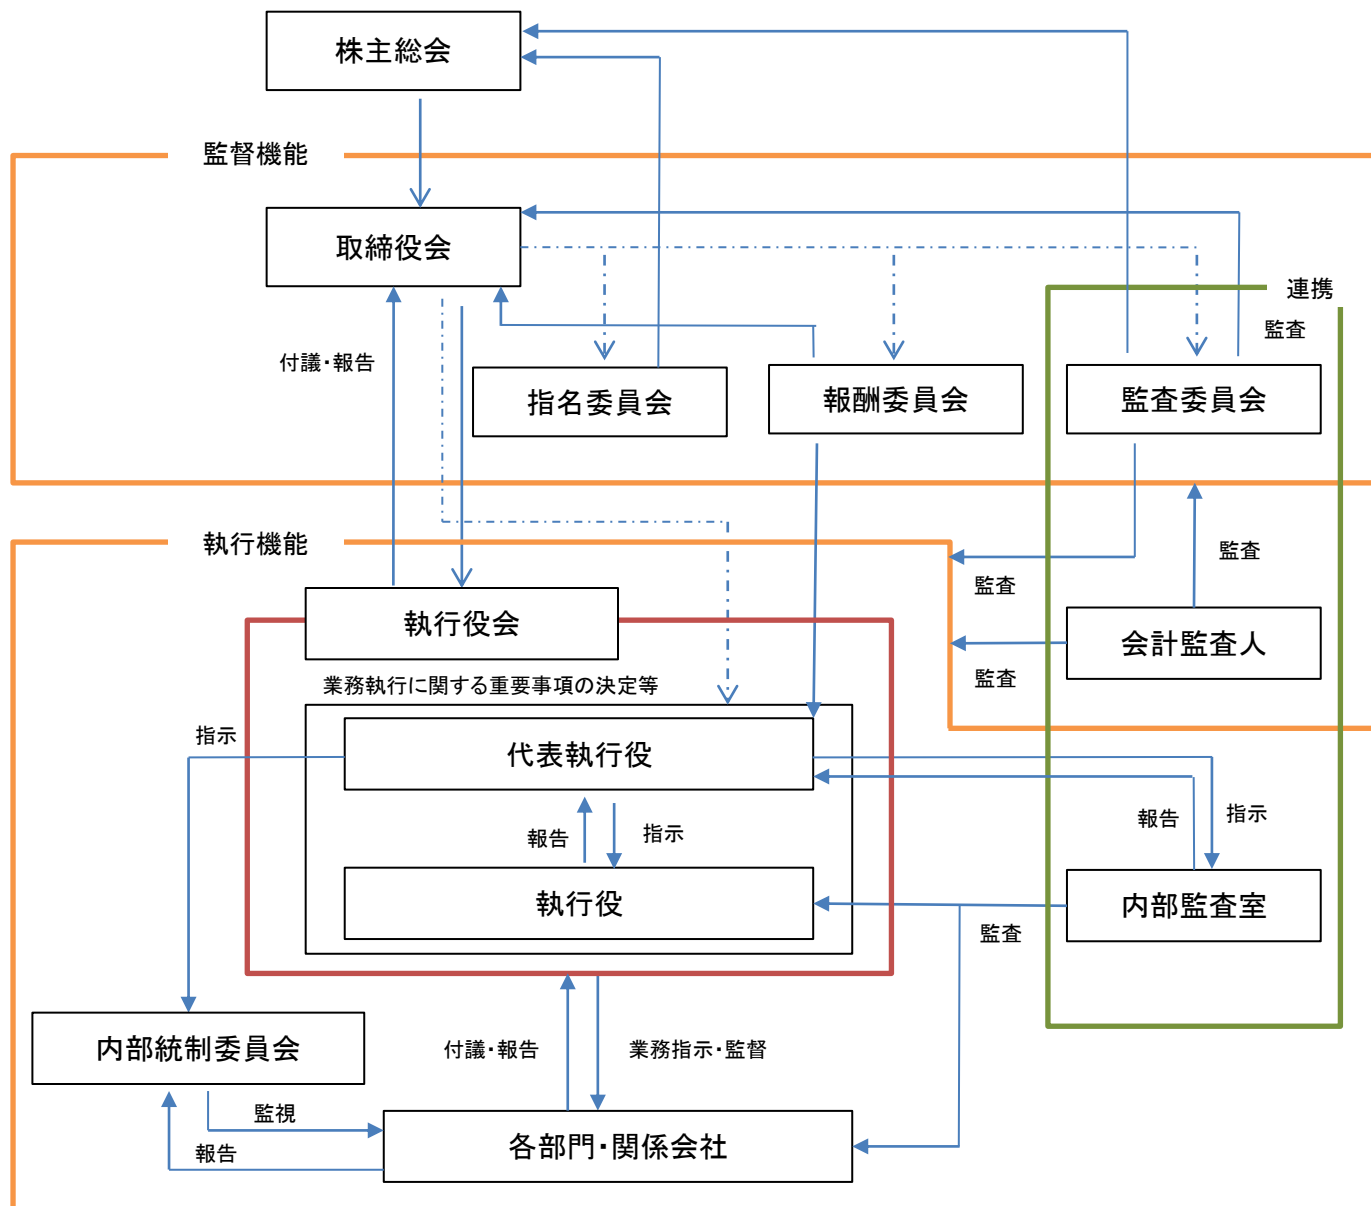 株主総会
監督機能
取締役会
連携
監査
付議・報告
指名委員会
報酬委員会
監査委員会
執行機能
監査
監査
執行役会
会計監査人
監査
業務執行に関する重要事項の決定等
指示
代表執行役
報告
指示
報告
指示
執行役
内部監査室
監査
内部統制委員会
付議・報告
業務指示・監督
監視
報告
各部門・関係会社